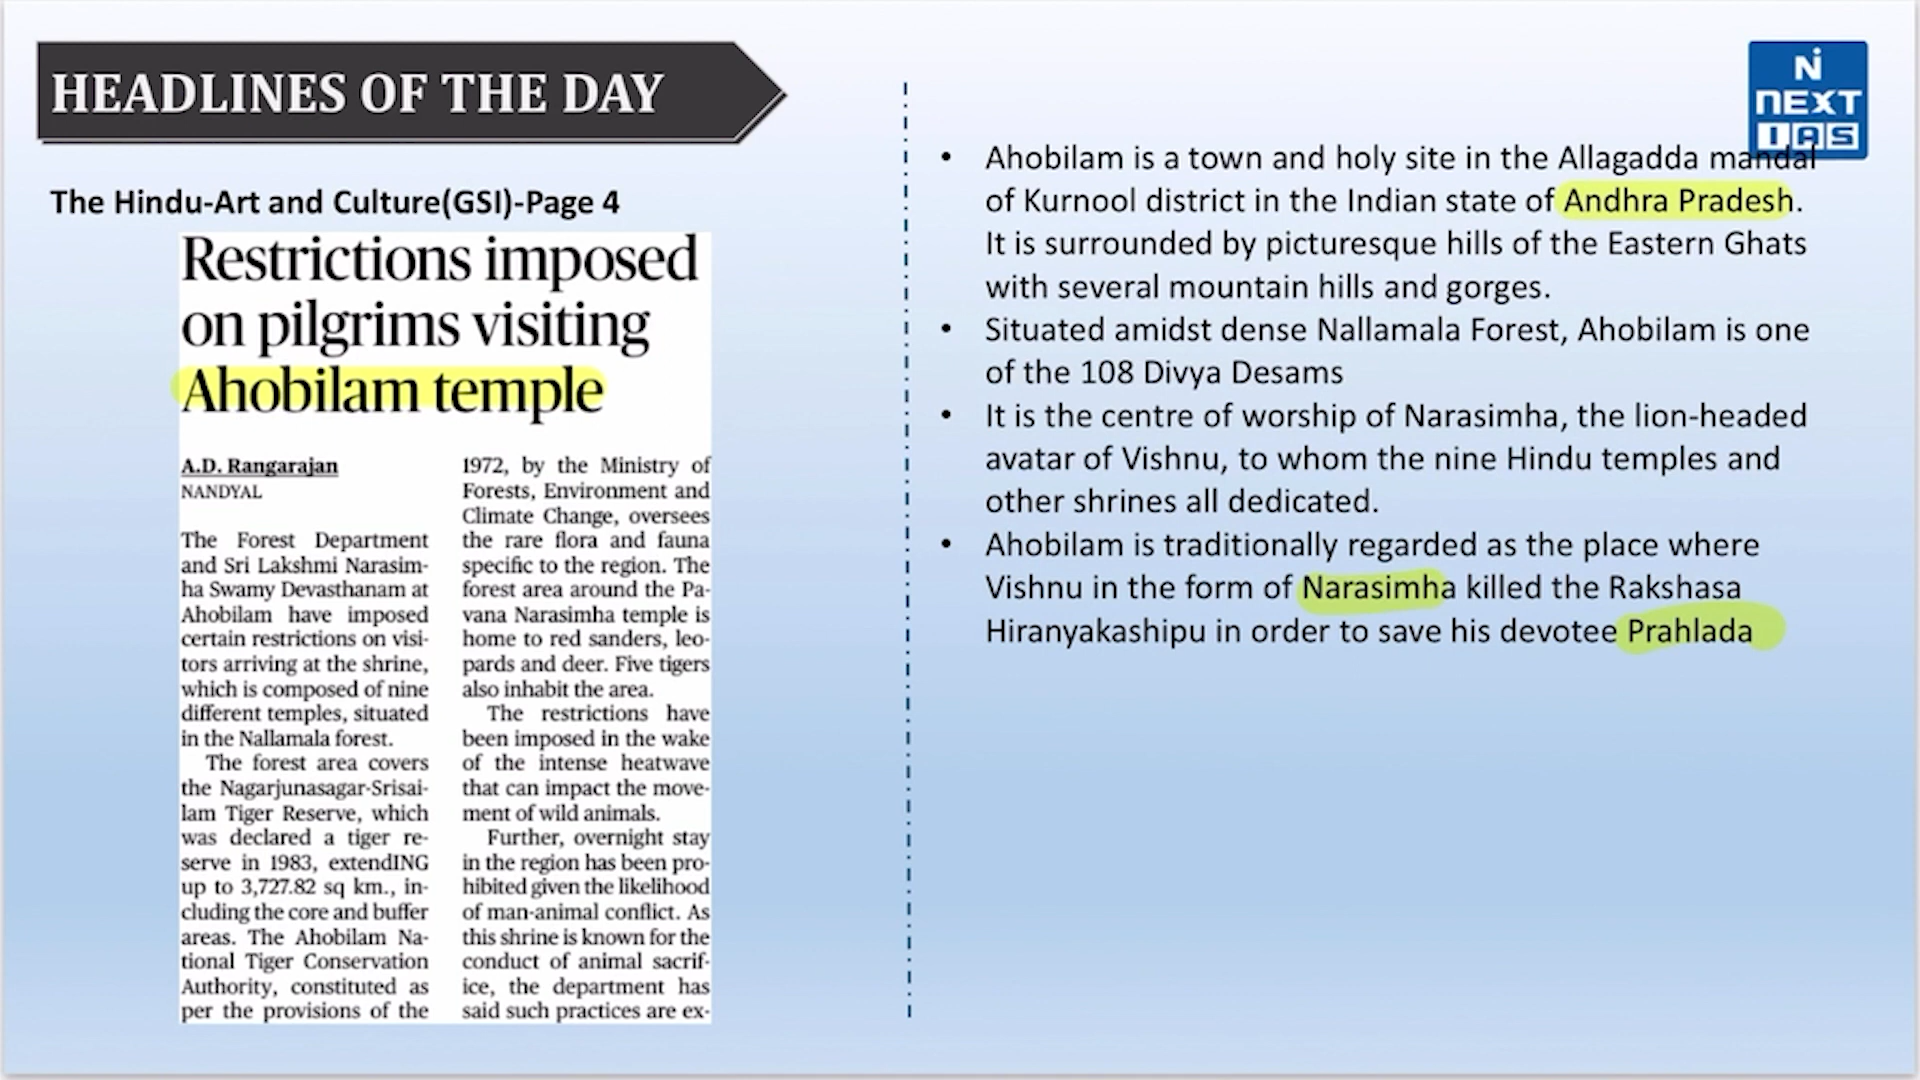 HEADLINES OF THE DAY
The Hindu-Art and Culture(GSI)-Page 4
Restrictions imposed
on pilgrims visiting
Ahobilam temple
A.D. Rangarajan
NANDYAL
The Forest Department
and Sri Lakshmi Narasim-
ha Swamy Devasthanam at
Ahobilam have imposed
certain restrictions on visi-
tors arriving at the shrine,
which is composed of nine
different temples, situated
in the Nallamala forest.
The forest area covers
the Nagarjunasagar-Srisai-
lam Tiger Reserve, which
was declared a tiger re-
serve in 1983, extendING
up to 3,727.82 sq km., in-
cluding the core and buffer
areas. The Ahobilam Na-
tional Tiger Conservation
Authority, constituted as
per the provisions of the
1972, by the Ministry of
Forests, Environment and
Climate Change, oversees
the rare flora and fauna
specific to the region. The
forest area around the Pa-
vana Narasimha temple is
home to red sanders, leo-
pards and deer. Five tigers
also inhabit the area.
The restrictions have
been imposed in the wake
of the intense heatwave
that can impact the move-
ment of wild animals.
Further, overnight stay
in the region has been pro-
hibited given the likelihood
of man-animal conflict. As
this shrine is known for the
conduct of animal sacrif-
ice, the department has
said such practices are ex-
N
NEXT
IAS
• Ahobilam is a town and holy site in the Allagadda mandal
of Kurnool district in the Indian state of Andhra Pradesh.
It is surrounded by picturesque hills of the Eastern Ghats
with several mountain hills and gorges.
• Situated amidst dense Nallamala Forest, Ahobilam is one
of the 108 Divya Desams
• It is the centre of worship of Narasimha, the lion-headed
avatar of Vishnu, to whom the nine Hindu temples and
other shrines all dedicated.
• Ahobilam is traditionally regarded as the place where
Vishnu in the form of Narasimha killed the Rakshasa
Hiranyakashipu in order to save his devotee Prahlada